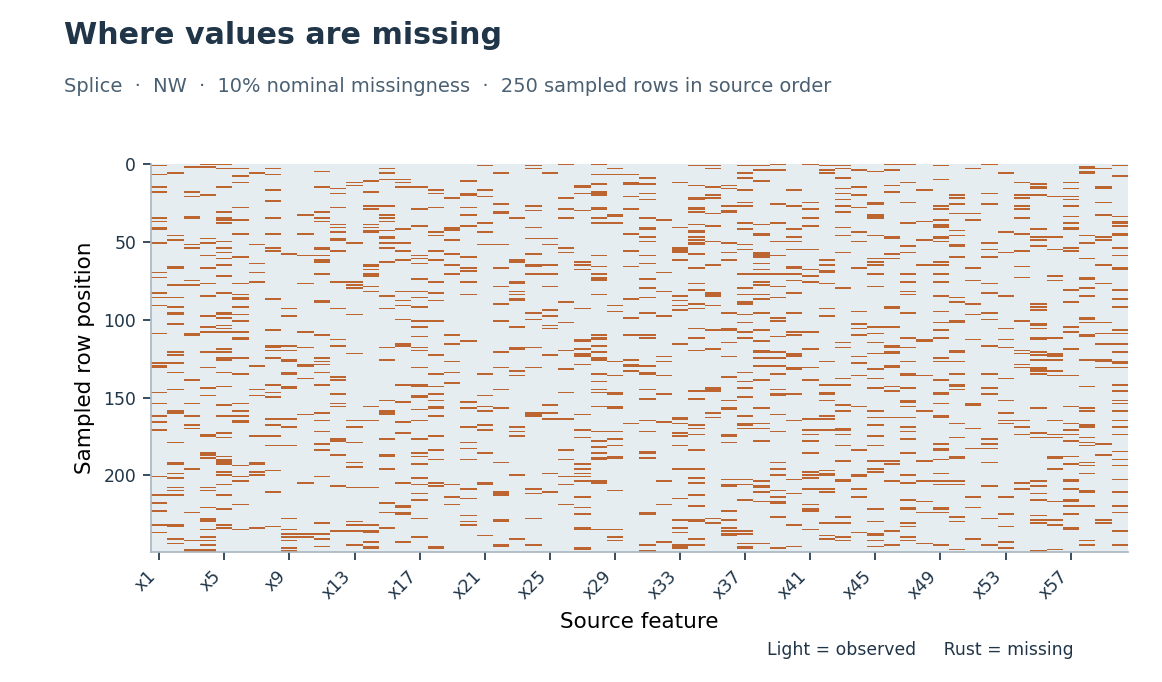 Where values are missing
Splice · NW · 10% nominal missingness · 250 sampled rows in source order
Sampled row position
0
50
100
150
200
x1 x5 x9 x13 x17 x21 x25 x29 x33 x37 x41 x45 x49 x53 x57
Source feature
Light = observed Rust = missing